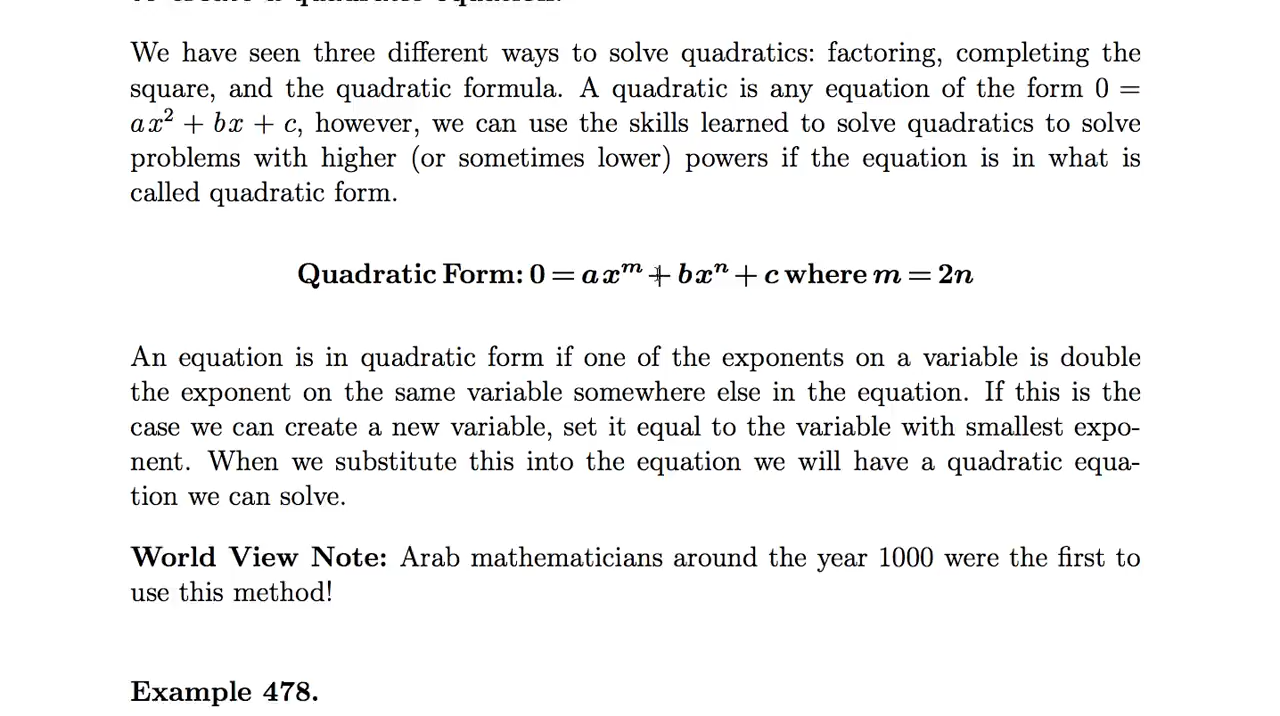 We have seen three different ways to solve quadratics: factoring, completing the
square, and the quadratic formula. A quadratic is any equation of the form 0 =
ax² + bx + c, however, we can use the skills learned to solve quadratics to solve
problems with higher (or sometimes lower) powers if the equation is in what is
called quadratic form.
Quadratic Form: 0 = axᵐ + bxⁿ + c where m = 2n
An equation is in quadratic form if one of the exponents on a variable is double
the exponent on the same variable somewhere else in the equation. If this is the
case we can create a new variable, set it equal to the variable with smallest expo-
nent. When we substitute this into the equation we will have a quadratic equa-
tion we can solve.
World View Note: Arab mathematicians around the year 1000 were the first to
use this method!
Example 478.